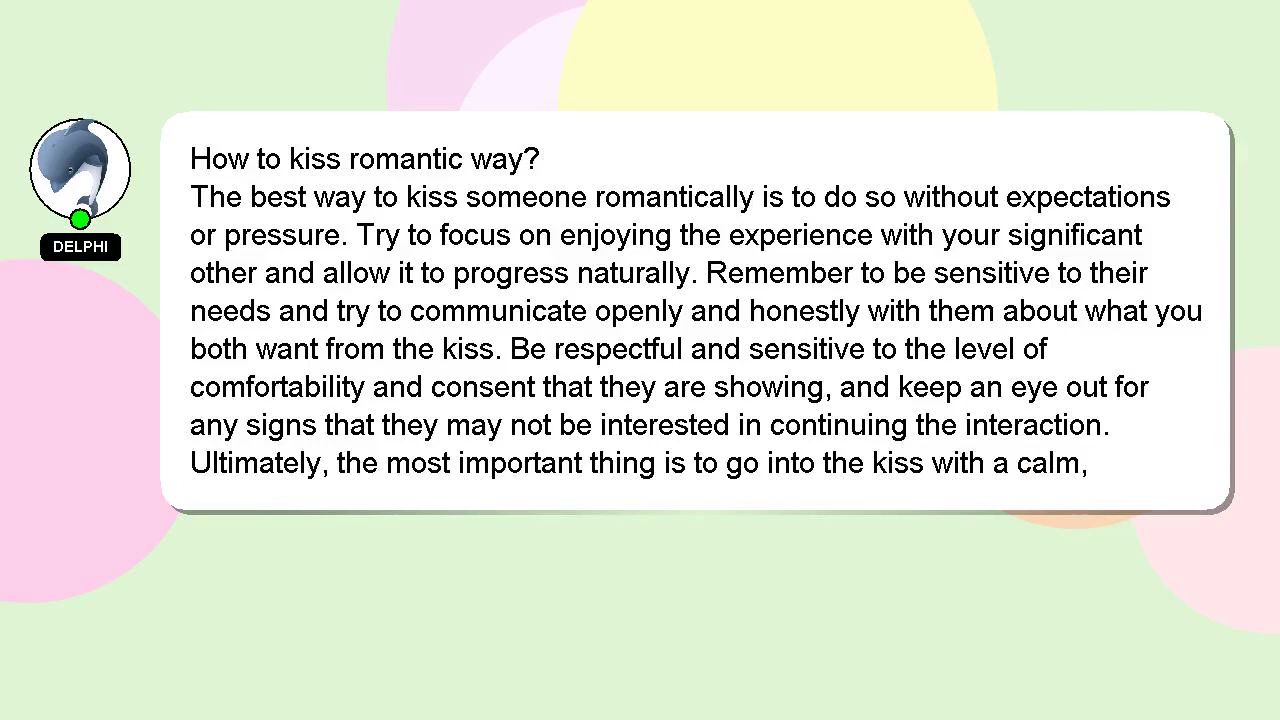 How to kiss romantic way?
The best way to kiss someone romantically is to do so without expectations
or pressure. Try to focus on enjoying the experience with your significant
other and allow it to progress naturally. Remember to be sensitive to their
needs and try to communicate openly and honestly with them about what you
both want from the kiss. Be respectful and sensitive to the level of
comfortability and consent that they are showing, and keep an eye out for
any signs that they may not be interested in continuing the interaction.
Ultimately, the most important thing is to go into the kiss with a calm,
DELPHI